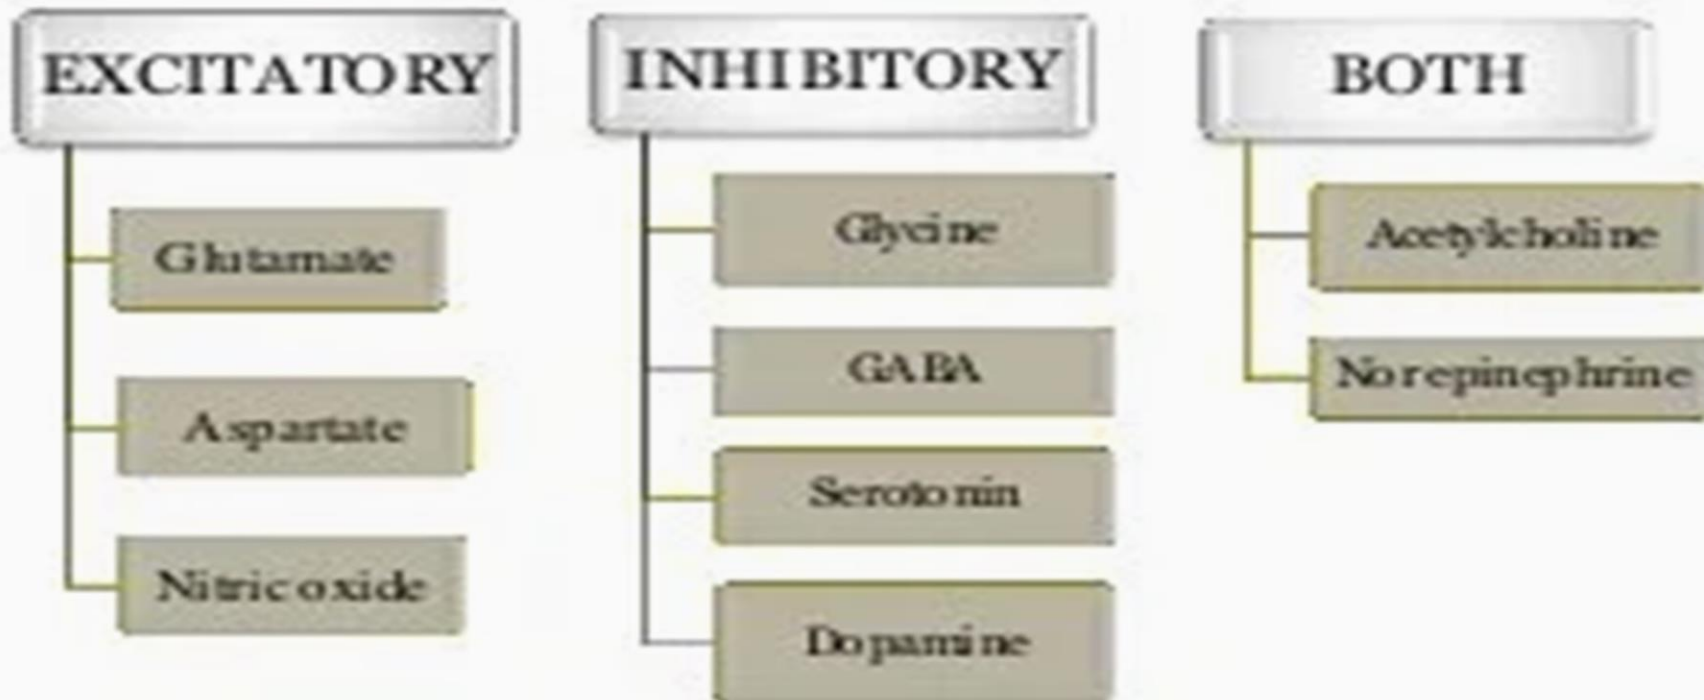 EXCITATORY
Glutamate
Aspartate
Nitric oxide
INHIBITORY
Glycine
GABA
Serotonin
Dopamine
BOTH
Acetylcholine
Norepinephrine